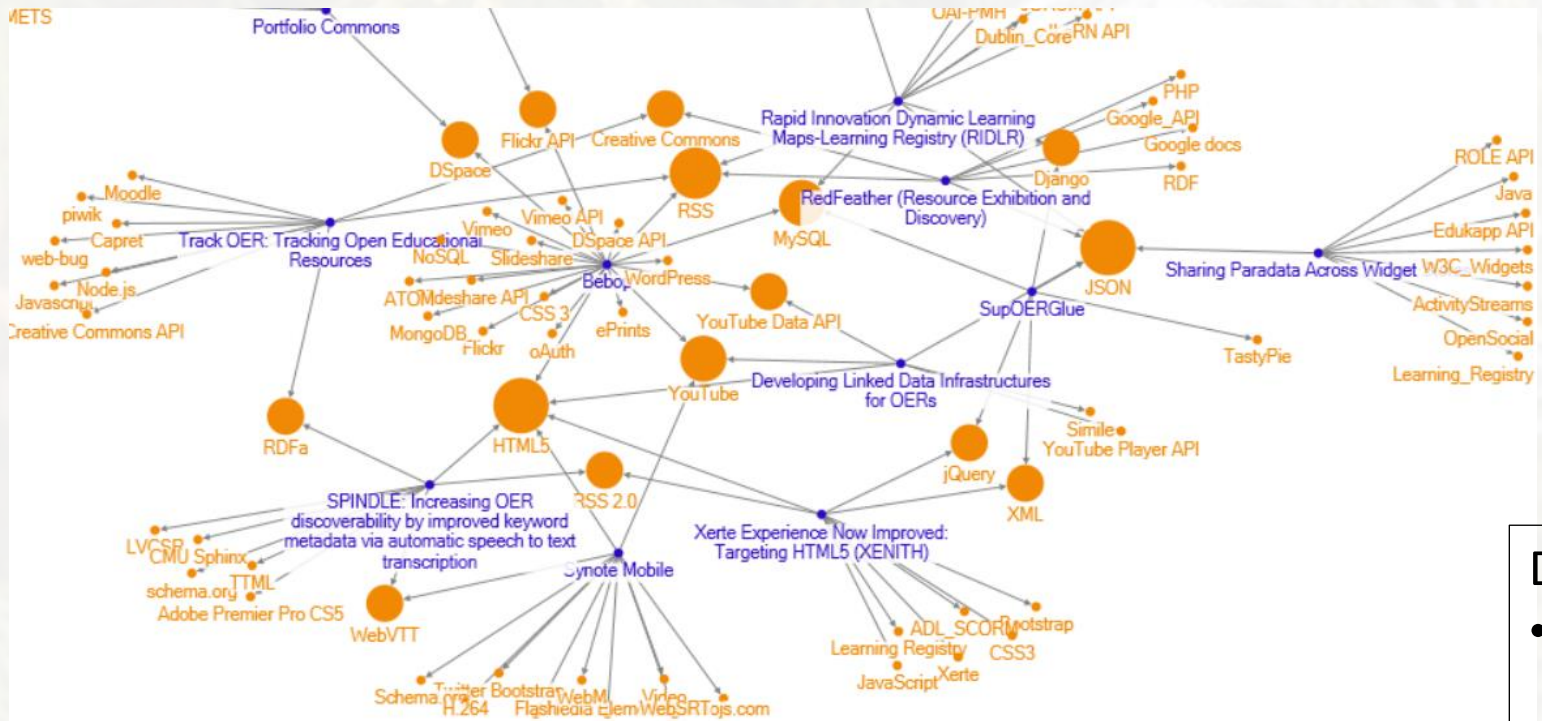 METS
Portfolio Commons
OAI-PMH
Dublin_Core
RN API
PHP
Flickr API
Creative Commons
Rapid Innovation Dynamic Learning
Maps-Learning Registry (RIDLR)
Google_API
Google docs
DSpace
Django
RDF
ROLE API
Java
Moodle
piwik
RSS
RedFeather (Resource Exhibition and
Discovery)
Vimeo API
Vimeo
Capret
Track OER: Tracking Open Educational
Resources
DSpace API
MySQL
Edukapp API
web-bug
NoSQL
Slideshare
WordPress
Bebop
Sharing Paradata Across Widget
W3C_Widgets
Node.js
JSON
ActivityStreams
CSS 3
YouTube Data API
SupOERGlue
Creative Commons API
MongoDB
ePrints
OpenSocial
Flickr
oAuth
TastyPie
Learning_Registry
YouTube
Developing Linked Data Infrastructures
for OERs
RDFa
HTML5
Simile
YouTube Player API
jQuery
RSS 2.0
XML
SPINDLE: Increasing OER
discoverability by improved keyword
metadata via automatic speech to text
transcription
Xerte Experience Now Improved:
Targeting HTML5 (XENITH)
LVCSR
CMU Sphinx
Synote Mobile
TTML
schema.org
Adobe Premier Pro CS5
WebVTT
ADL_SCORM
Bootstrap
Learning Registry
CSS3
JavaScript
Xerte
Schema.org
Twitter Bootstrap
WebM
Video
H.264